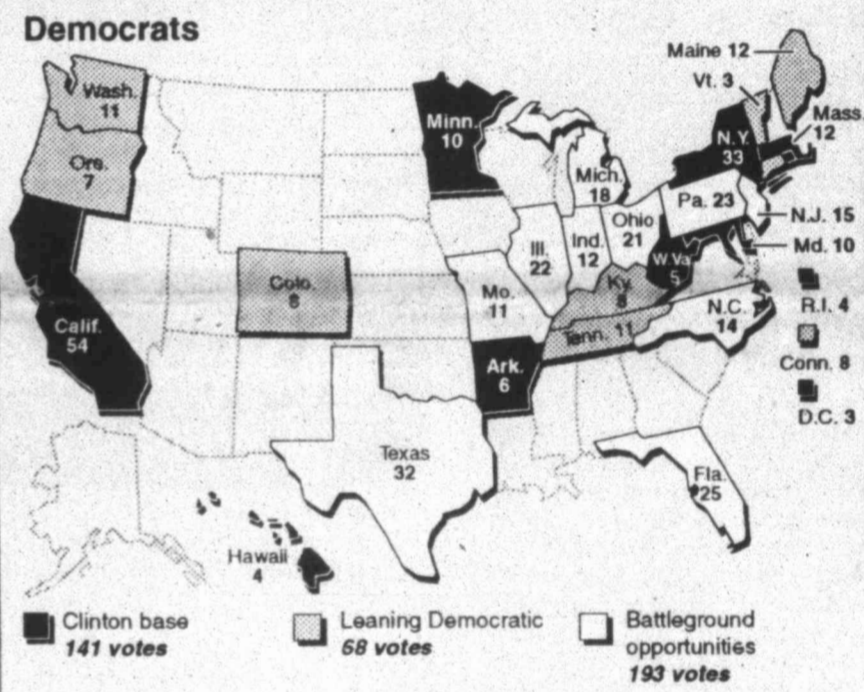 Democrats
Maine 12
Vt. 3
Wash.
11
Mass.
12
Minn.
10
N.Y.
33
Ore.
7
Mich.
18
Pa. 23
N.J. 15
Ohio
21
Ind.
12
Ill.
22
W.Va
5
Md. 10
Colo.
8
Ky.
8
Mo.
11
R.I. 4
N.C.
14
Calif.
54
Tenn. 11
Conn. 8
Ark.
6
D.C. 3
Texas
32
Fla.
25
Hawaii
4
Clinton base
141 votes
Leaning Democratic
68 votes
Battleground
opportunities
193 votes